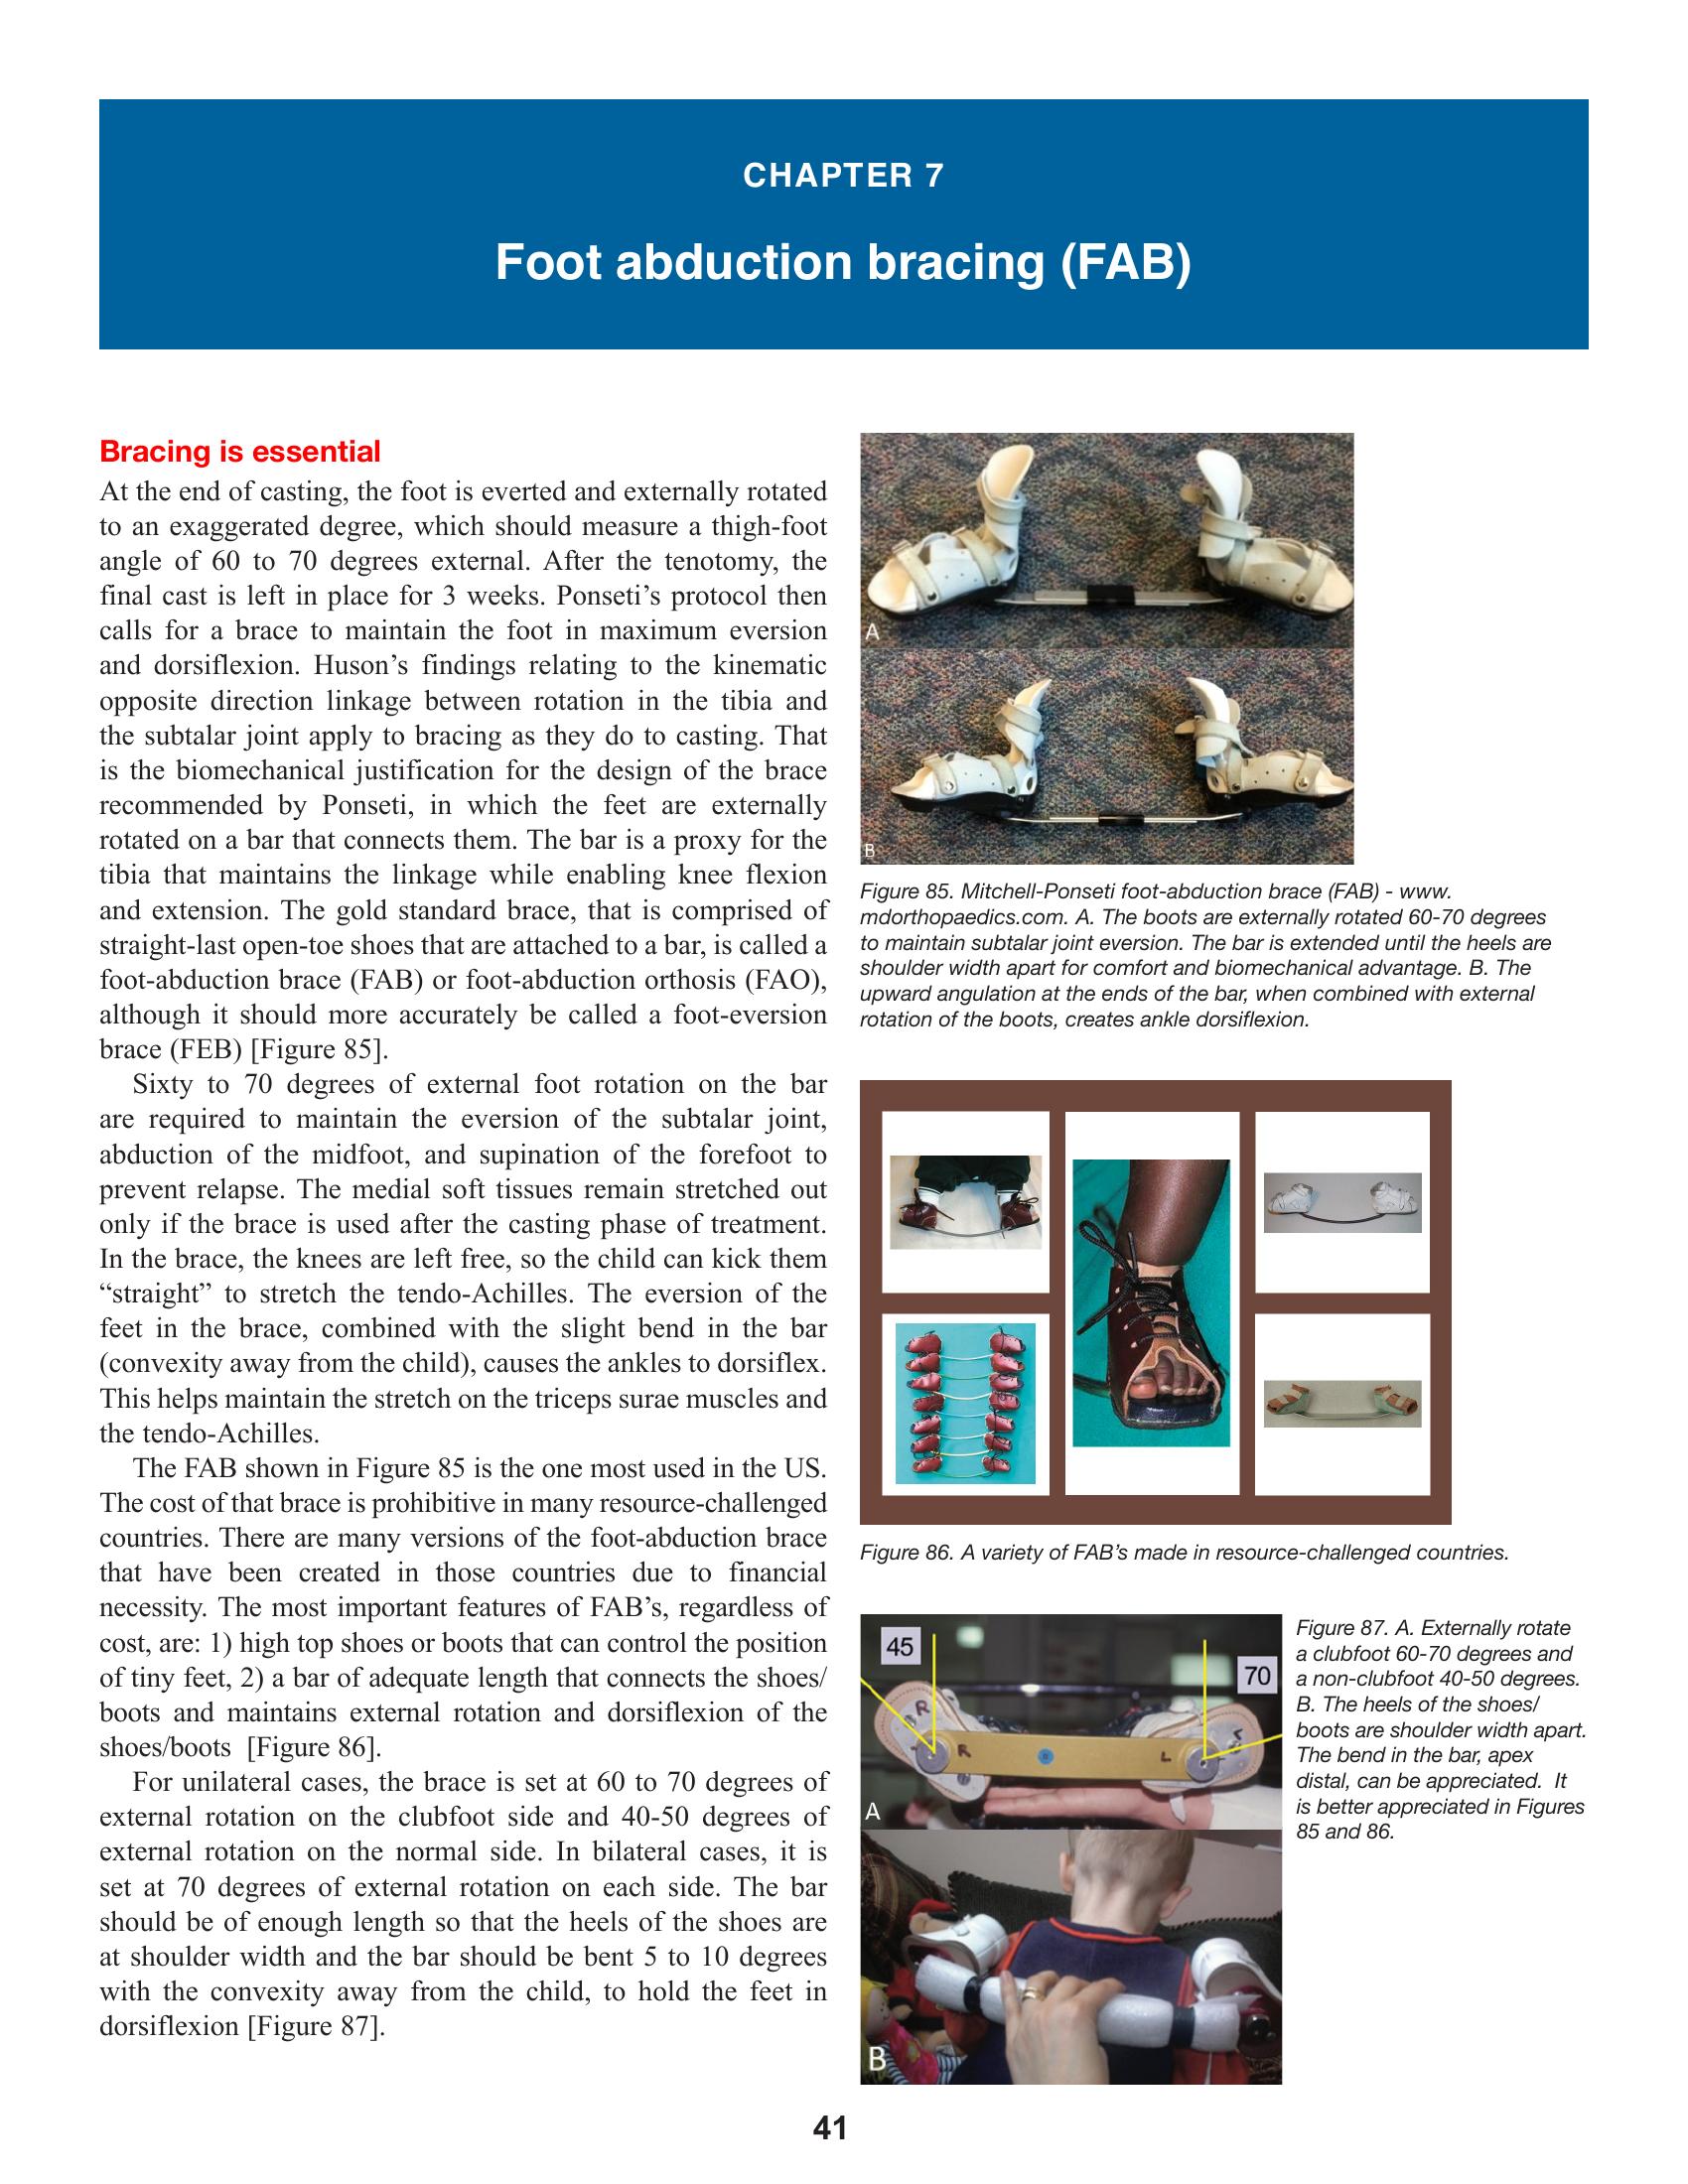 CHAPTER 7
Foot abduction bracing (FAB)
Bracing is essential
At the end of casting, the foot is everted and externally rotated
to an exaggerated degree, which should measure a thigh-foot
angle of 60 to 70 degrees external. After the tenotomy, the
final cast is left in place for 3 weeks. Ponseti’s protocol then
calls for a brace to maintain the foot in maximum eversion
and dorsiflexion. Huson’s findings relating to the kinematic
opposite direction linkage between rotation in the tibia and
the subtalar joint apply to bracing as they do to casting. That
is the biomechanical justification for the design of the brace
recommended by Ponseti, in which the feet are externally
rotated on a bar that connects them. The bar is a proxy for the
tibia that maintains the linkage while enabling knee flexion
and extension. The gold standard brace, that is comprised of
straight-last open-toe shoes that are attached to a bar, is called a
foot-abduction brace (FAB) or foot-abduction orthosis (FAO),
although it should more accurately be called a foot-eversion
brace (FEB) [Figure 85].
Sixty to 70 degrees of external foot rotation on the bar
are required to maintain the eversion of the subtalar joint,
abduction of the midfoot, and supination of the forefoot to
prevent relapse. The medial soft tissues remain stretched out
only if the brace is used after the casting phase of treatment.
In the brace, the knees are left free, so the child can kick them
“straight” to stretch the tendo-Achilles. The eversion of the
feet in the brace, combined with the slight bend in the bar
(convexity away from the child), causes the ankles to dorsiflex.
This helps maintain the stretch on the triceps surae muscles and
the tendo-Achilles.
The FAB shown in Figure 85 is the one most used in the US.
The cost of that brace is prohibitive in many resource-challenged
countries. There are many versions of the foot-abduction brace
that have been created in those countries due to financial
necessity. The most important features of FAB’s, regardless of
cost, are: 1) high top shoes or boots that can control the position
of tiny feet, 2) a bar of adequate length that connects the shoes/
boots and maintains external rotation and dorsiflexion of the
shoes/boots [Figure 86].
For unilateral cases, the brace is set at 60 to 70 degrees of
external rotation on the clubfoot side and 40-50 degrees of
external rotation on the normal side. In bilateral cases, it is
set at 70 degrees of external rotation on each side. The bar
should be of enough length so that the heels of the shoes are
at shoulder width and the bar should be bent 5 to 10 degrees
with the convexity away from the child, to hold the feet in
dorsiflexion [Figure 87].
A
B
Figure 85. Mitchell-Ponseti foot-abduction brace (FAB) - www.
mdorthopaedics.com. A. The boots are externally rotated 60-70 degrees
to maintain subtalar joint eversion. The bar is extended until the heels are
shoulder width apart for comfort and biomechanical advantage. B. The
upward angulation at the ends of the bar, when combined with external
rotation of the boots, creates ankle dorsiflexion.
Figure 86. A variety of FAB’s made in resource-challenged countries.
45
70
R
R
L
L
A
B
Figure 87. A. Externally rotate
a clubfoot 60-70 degrees and
a non-clubfoot 40-50 degrees.
B. The heels of the shoes/
boots are shoulder width apart.
The bend in the bar, apex
distal, can be appreciated. It
is better appreciated in Figures
85 and 86.
41